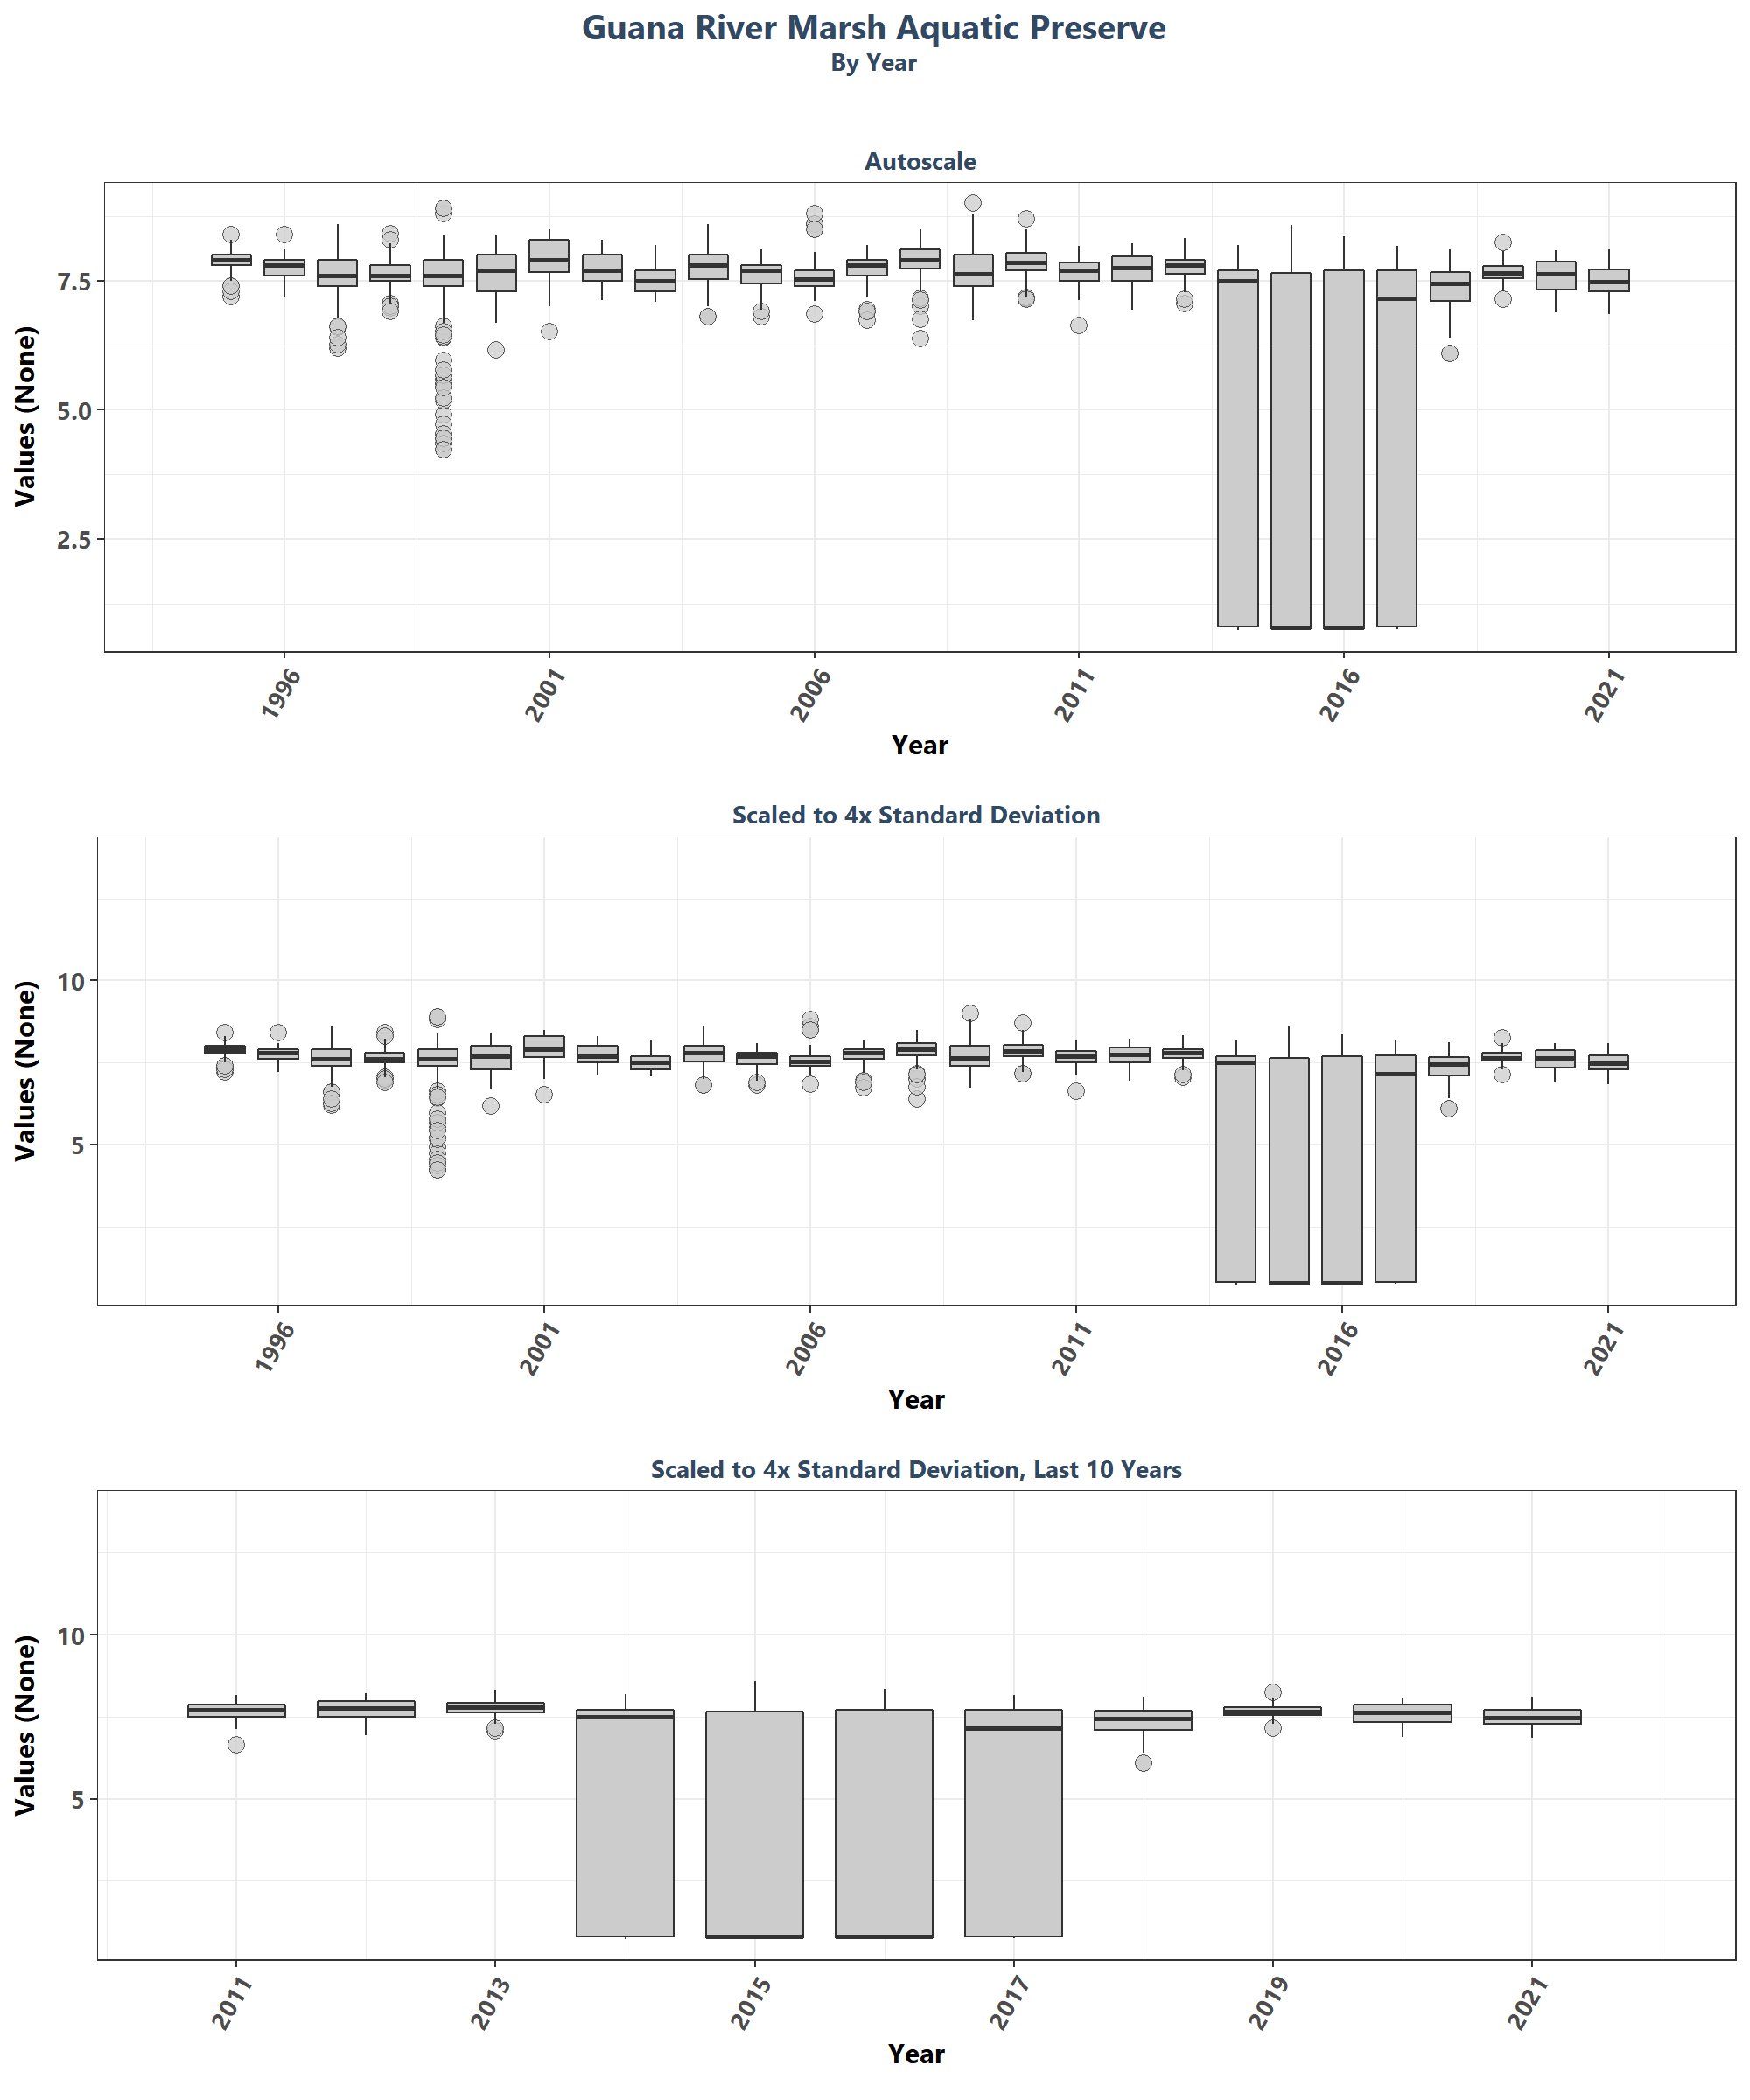 Guana River Marsh Aquatic Preserve
By Year
Autoscale
Values (None)
7.5
5.0
2.5
1996 2001 2006 2011 2016 2021
Year
Scaled to 4x Standard Deviation
Values (None)
10
5
1996 2001 2006 2011 2016 2021
Year
Scaled to 4x Standard Deviation, Last 10 Years
Values (None)
10
5
2011 2013 2015 2017 2019 2021
Year